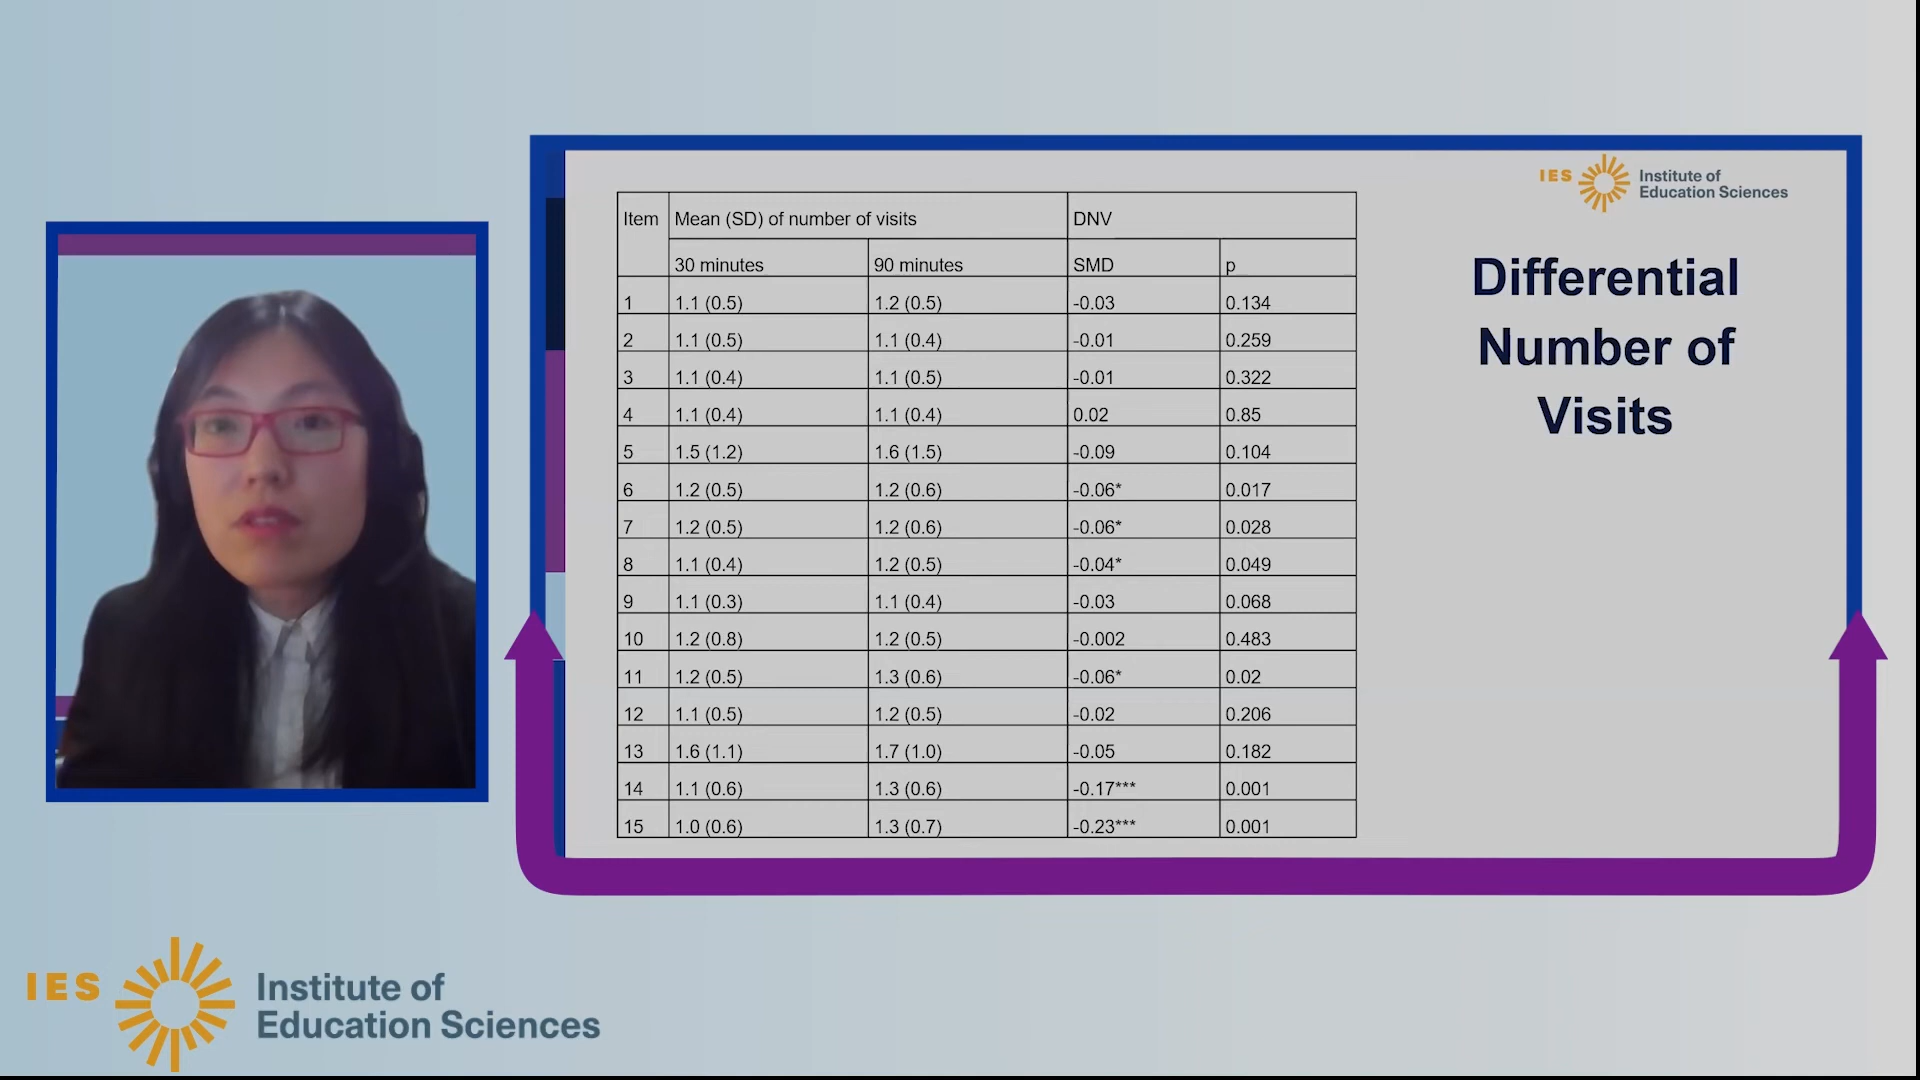 IES Institute of
Education Sciences
Differential
Number of
Visits
Item Mean (SD) of number of visits DNV
30 minutes 90 minutes SMD p
1 1.1 (0.5) 1.2 (0.5) -0.03 0.134
2 1.1 (0.5) 1.1 (0.4) -0.01 0.259
3 1.1 (0.4) 1.1 (0.5) -0.01 0.322
4 1.1 (0.4) 1.1 (0.4) 0.02 0.85
5 1.5 (1.2) 1.6 (1.5) -0.09 0.104
6 1.2 (0.5) 1.2 (0.6) -0.06* 0.017
7 1.2 (0.5) 1.2 (0.6) -0.06* 0.028
8 1.1 (0.4) 1.2 (0.5) -0.04* 0.049
9 1.1 (0.3) 1.1 (0.4) -0.03 0.068
10 1.2 (0.8) 1.2 (0.5) -0.002 0.483
11 1.2 (0.5) 1.3 (0.6) -0.06* 0.02
12 1.1 (0.5) 1.2 (0.5) -0.02 0.206
13 1.6 (1.1) 1.7 (1.0) -0.05 0.182
14 1.1 (0.6) 1.3 (0.6) -0.17*** 0.001
15 1.0 (0.6) 1.3 (0.7) -0.23*** 0.001
IES Institute of
Education Sciences